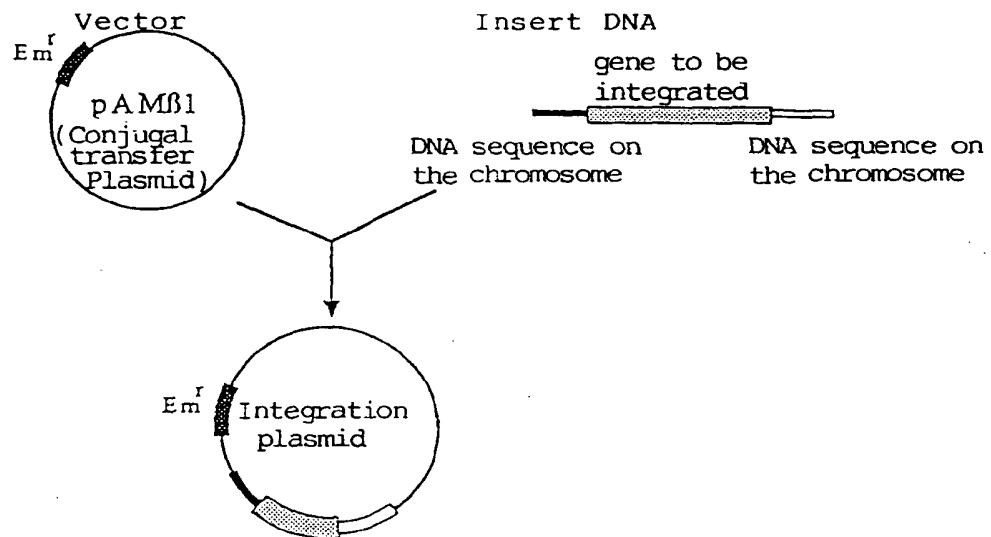 Vector
Em^r
pAMß1
(Conjugal
transfer
Plasmid)
Insert DNA
gene to be
integrated
DNA sequence on
the chromosome
DNA sequence on
the chromosome
Em^r
Integration
plasmid